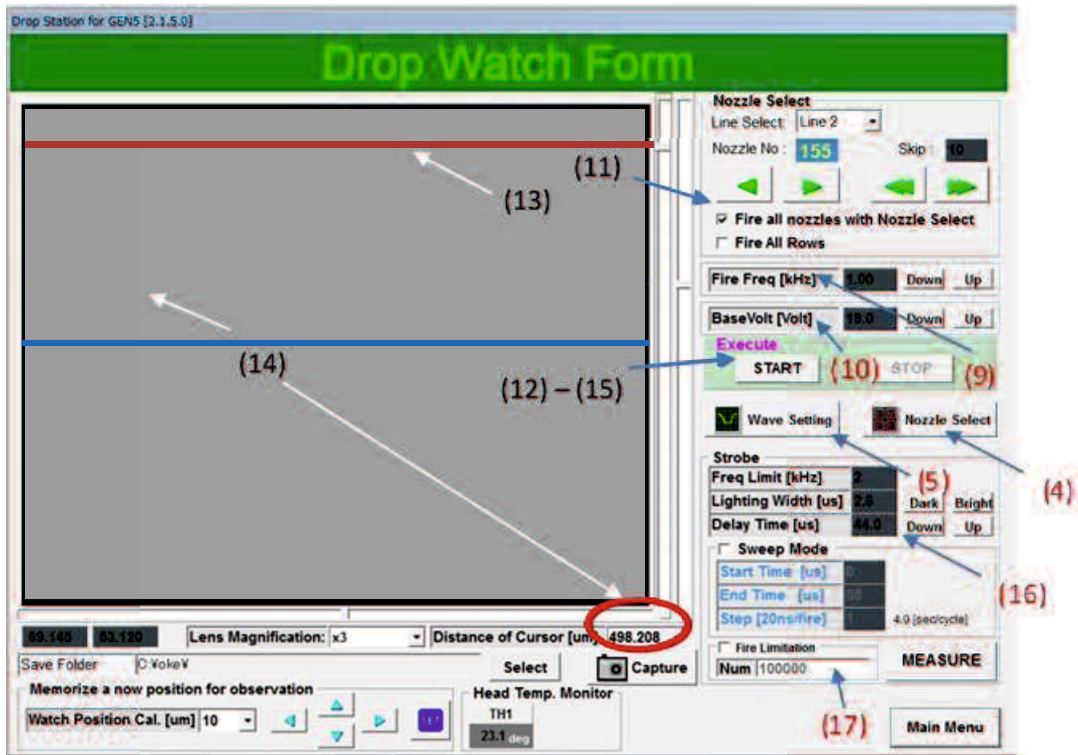 Drop Station for GEN5 [2.1.5.0]
Drop Watch Form
Nozzle Select
Line Select: Line 2
Nozzle No : 155 Skip : 10
(11)
(13)
Fire all nozzles with Nozzle Select
Fire All Rows
Fire Freq [kHz] 1.00 Down Up
BaseVolt [Volt] 18.0 Down Up
Execute
(14)
START (10) STOP (9)
(12) – (15)
Wave Setting Nozzle Select
Strobe
(5)
(4)
Freq Limit [kHz] 2
Lighting Width [us] 2.8 Dark Bright
Delay Time [us] 44.0 Down Up
Sweep Mode
Start Time [us] 0
End Time [us]
(16)
Step [20ns/fire] 1 4.0 [sec/cycle]
69.140 53.120 Lens Magnification: x3 Distance of Cursor [um] 498.208
Fire Limitation
Save Folder C:¥oke¥ Select Capture
Num 100000 MEASURE
Memorize a now position for observation
Head Temp. Monitor
Watch Position Cal. [um] 10 SET
TH1
23.1 deg
(17)
Main Menu